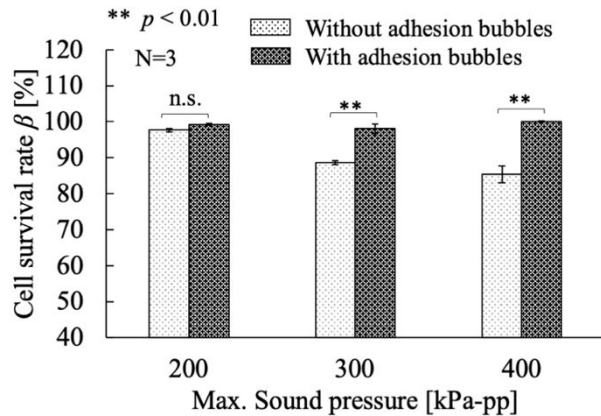 ** p < 0.01
N=3
Without adhesion bubbles
With adhesion bubbles
Cell survival rate β [%]
120
110
100
90
80
70
60
50
40
n.s.
**
**
200 300 400
Max. Sound pressure [kPa-pp]